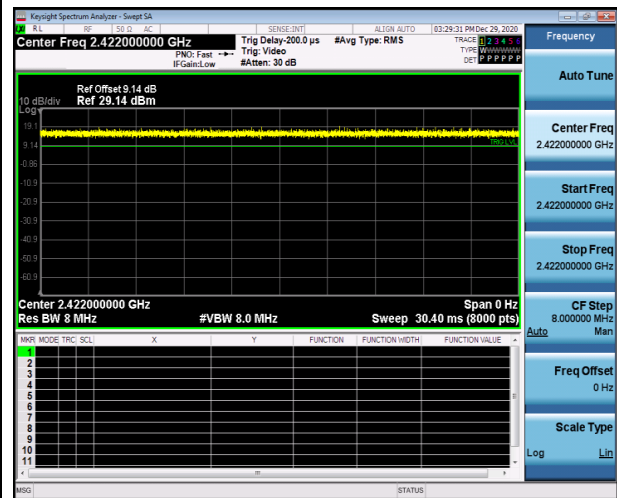 Keysight Spectrum Analyzer - Swept SA
RL RF 50 Ω AC SENSE:INT ALIGN AUTO 03:29:31 PM Dec 29, 2020
Center Freq 2.422000000 GHz
PNO: Fast
IFGain:Low
Trig Delay-200.0 µs
Trig: Video
#Atten: 30 dB
#Avg Type: RMS
TRACE 1 2 3 4 5 6
TYPE WWWWWW
DET P P P P P P
Ref Offset 9.14 dB
10 dB/div Ref 29.14 dBm
Log
19.1
9.14
TRIG LVL
-0.86
-10.9
-20.9
-30.9
-40.9
-50.9
-60.9
Center 2.422000000 GHz Span 0 Hz
Res BW 8 MHz #VBW 8.0 MHz Sweep 30.40 ms (8000 pts)
MKR MODE TRC SCL X Y FUNCTION FUNCTION WIDTH FUNCTION VALUE
1
2
3
4
5
6
7
8
9
10
11
MSG STATUS
Frequency
Auto Tune
Center Freq
2.422000000 GHz
Start Freq
2.422000000 GHz
Stop Freq
2.422000000 GHz
CF Step
8.000000 MHz
Auto Man
Freq Offset
0 Hz
Scale Type
Log Lin